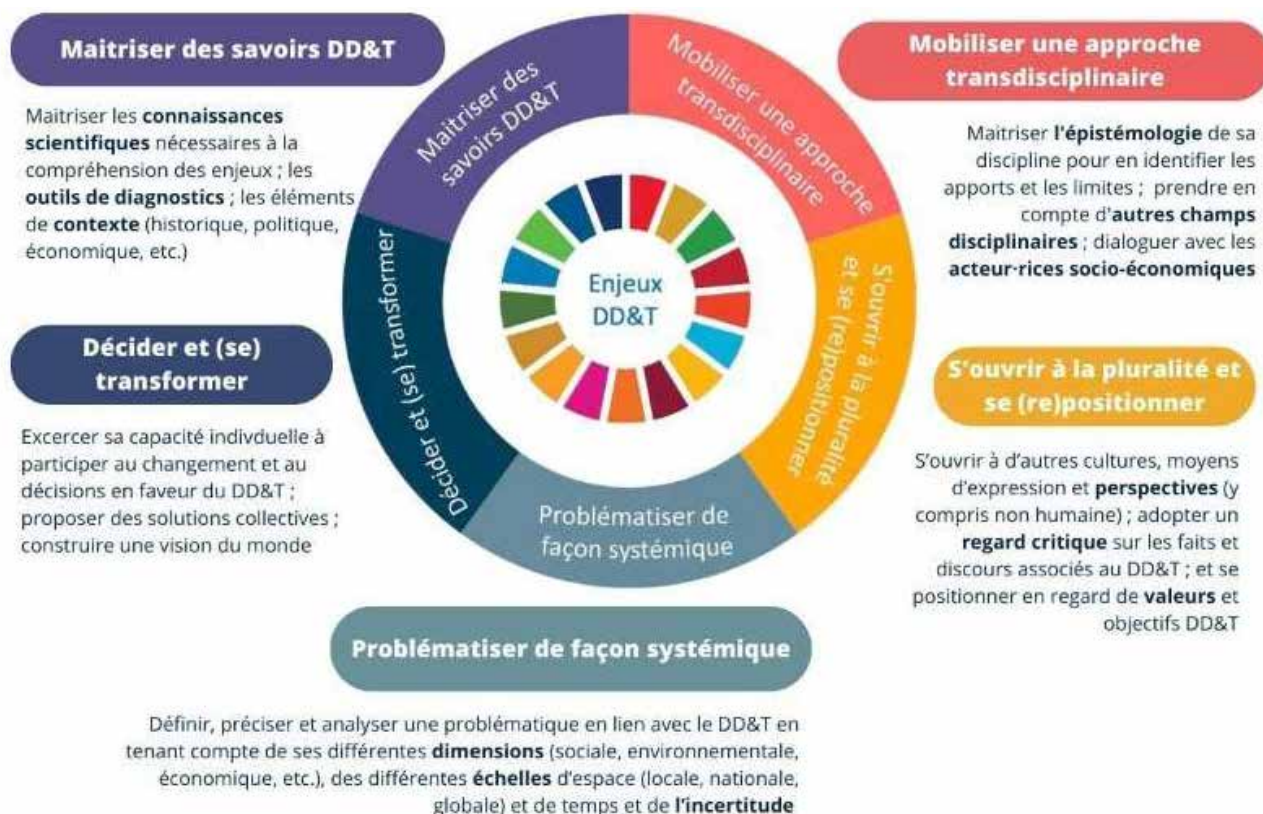 Maitriser des savoirs DD&T
Maitriser les connaissances
scientifiques nécessaires à la
compréhension des enjeux ; les
outils de diagnostics ; les éléments
de contexte (historique, politique,
économique, etc.)
Décider et (se)
transformer
Excercer sa capacité indivduelle à
participer au changement et au
décisions en faveur du DD&T ;
proposer des solutions collectives ;
construire une vision du monde
Maitriser des
savoirs DD&T
Mobiliser une approche
transdisciplinaire
S'ouvrir à la pluralité
et se (re)positionner
Problématiser de
façon systémique
Décider et (se) transformer
Enjeux
DD&T
Mobiliser une approche
transdisciplinaire
Maitriser l'épistémologie de sa
discipline pour en identifier les
apports et les limites ; prendre en
compte d'autres champs
disciplinaires ; dialoguer avec les
acteur·rices socio-économiques
S'ouvrir à la pluralité et
se (re)positionner
S'ouvrir à d'autres cultures, moyens
d'expression et perspectives (y
compris non humaine) ; adopter un
regard critique sur les faits et
discours associés au DD&T ; et se
positionner en regard de valeurs et
objectifs DD&T
Problématiser de façon systémique
Définir, préciser et analyser une problématique en lien avec le DD&T en
tenant compte de ses différentes dimensions (sociale, environnementale,
économique, etc.), des différentes échelles d'espace (locale, nationale,
globale) et de temps et de l'incertitude